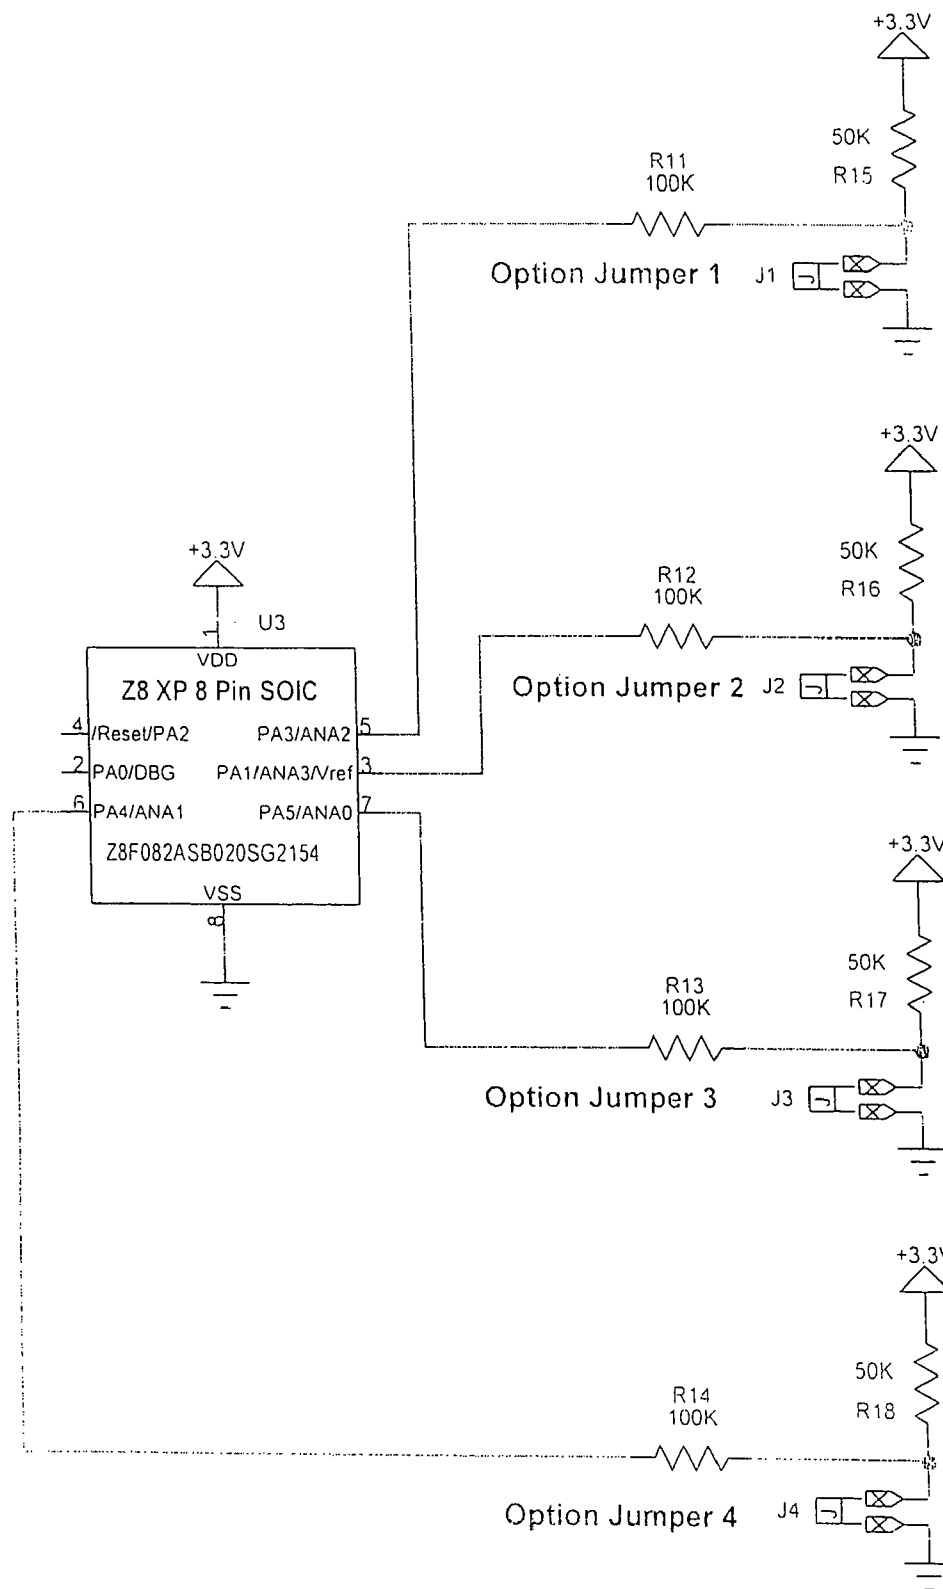 +3.3V
50K
R15
R11
100K
Option Jumper 1
J1
J
+3.3V
50K
R16
R12
100K
Option Jumper 2
J2
J
+3.3V
1
U3
VDD
Z8 XP 8 Pin SOIC
4
/Reset/PA2
PA3/ANA2
5
2
PA0/DBG
PA1/ANA3/Vref
3
6
PA4/ANA1
PA5/ANA0
7
Z8F082ASB020SG2154
VSS
8
+3.3V
50K
R17
R13
100K
Option Jumper 3
J3
J
+3.3V
50K
R18
R14
100K
Option Jumper 4
J4
J